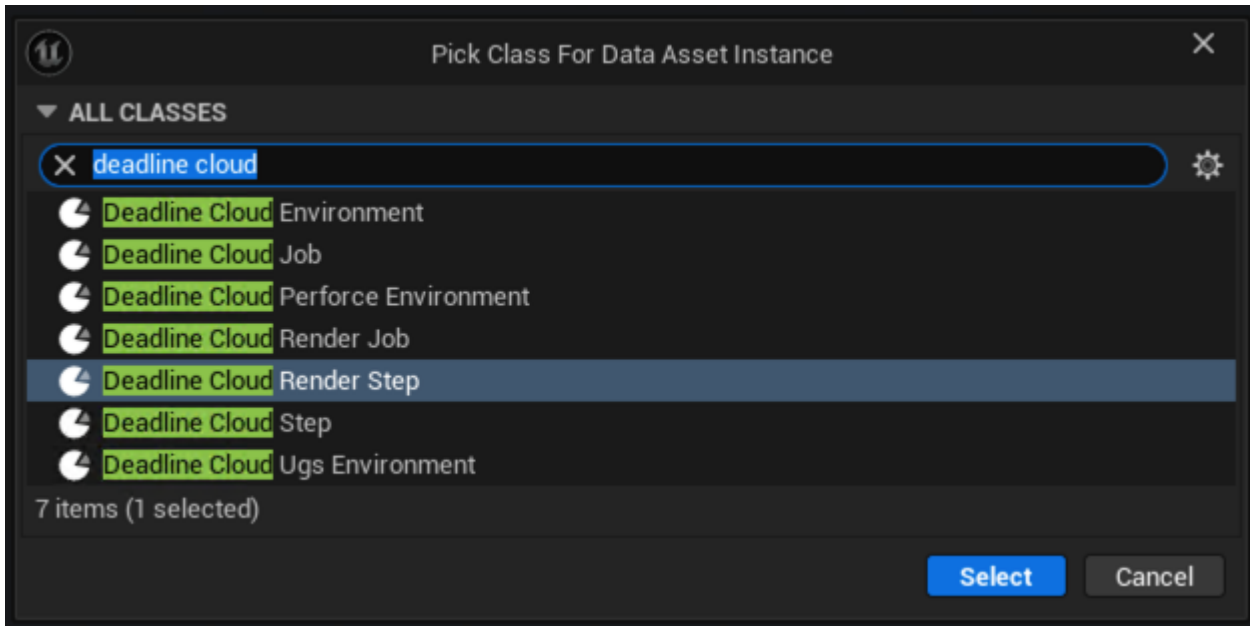 Pick Class For Data Asset Instance
ALL CLASSES
deadline cloud
Deadline Cloud Environment
Deadline Cloud Job
Deadline Cloud Perforce Environment
Deadline Cloud Render Job
Deadline Cloud Render Step
Deadline Cloud Step
Deadline Cloud Ugs Environment
7 items (1 selected)
Select Cancel